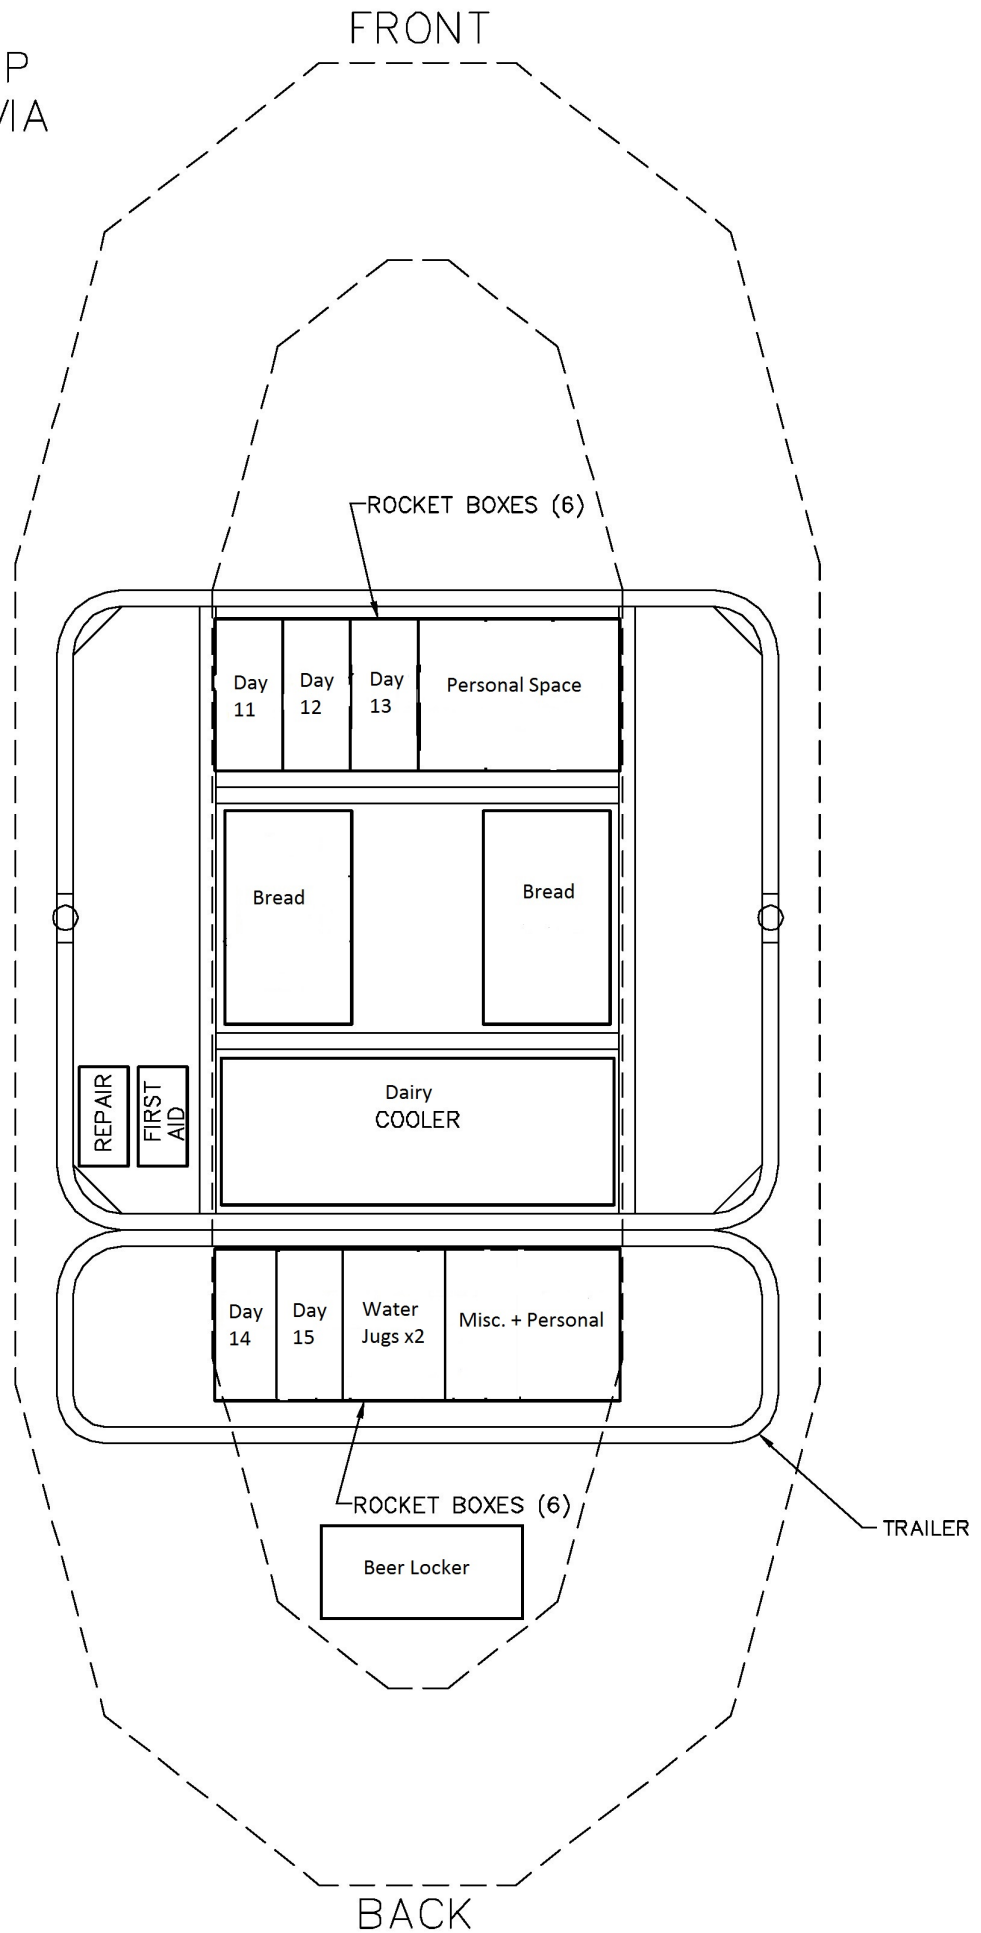 FRONT
P
VIA
ROCKET BOXES (6)
Day
11
Day
12
Day
13
Personal Space
Bread
Bread
REPAIR
FIRST
AID
Dairy
COOLER
Day
14
Day
15
Water
Jugs x2
Misc. + Personal
ROCKET BOXES (6)
TRAILER
Beer Locker
BACK